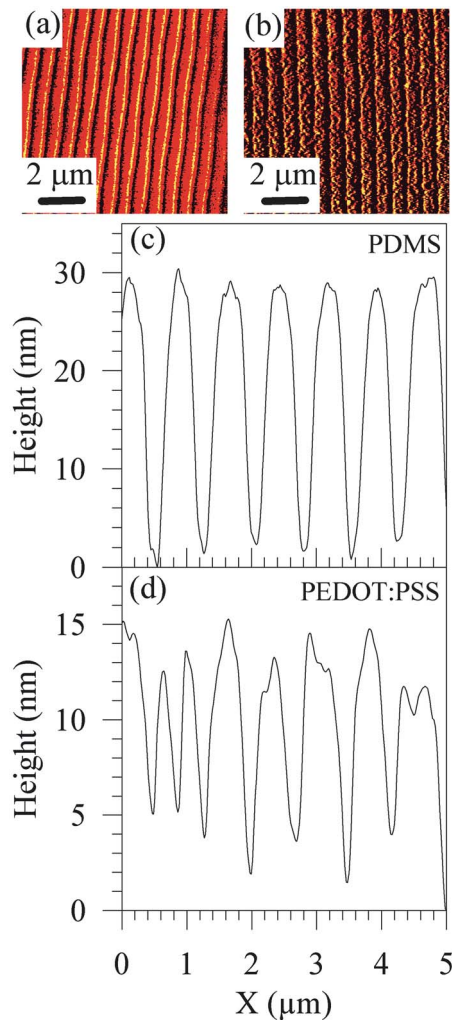 (a)
(b)
2 µm
2 µm
(c)
PDMS
30
20
10
0
Height (nm)
(d)
PEDOT:PSS
15
10
5
0
Height (nm)
0 1 2 3 4 5
X (µm)